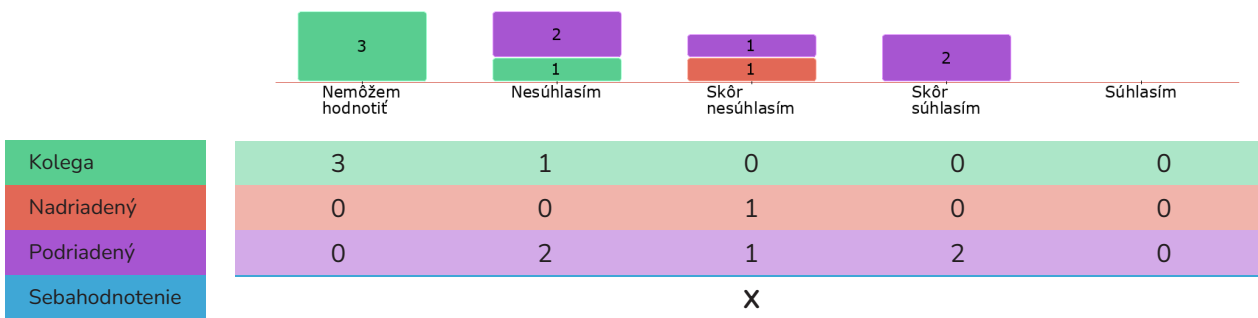 3 2 1 1 1 2
Nemôžem hodnotiť Nesúhlasím Skôr nesúhlasím Skôr súhlasím Súhlasím
Kolega 3 1 0 0 0
Nadriadený 0 0 1 0 0
Podriadený 0 2 1 2 0
Sebahodnotenie X